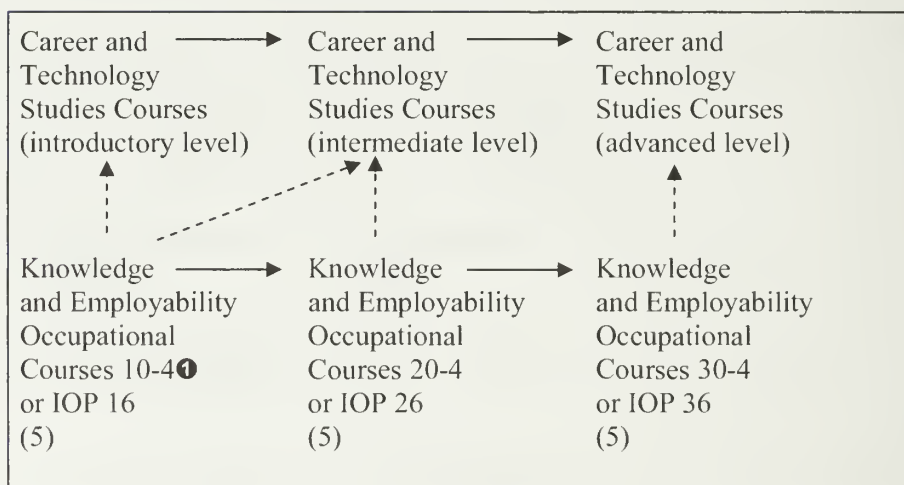 Career and
Technology
Studies Courses
(introductory level)
Career and
Technology
Studies Courses
(intermediate level)
Career and
Technology
Studies Courses
(advanced level)
Knowledge
and Employability
Occupational
Courses 10-4❶
or IOP 16
(5)
Knowledge
and Employability
Occupational
Courses 20-4
or IOP 26
(5)
Knowledge
and Employability
Occupational
Courses 30-4
or IOP 36
(5)